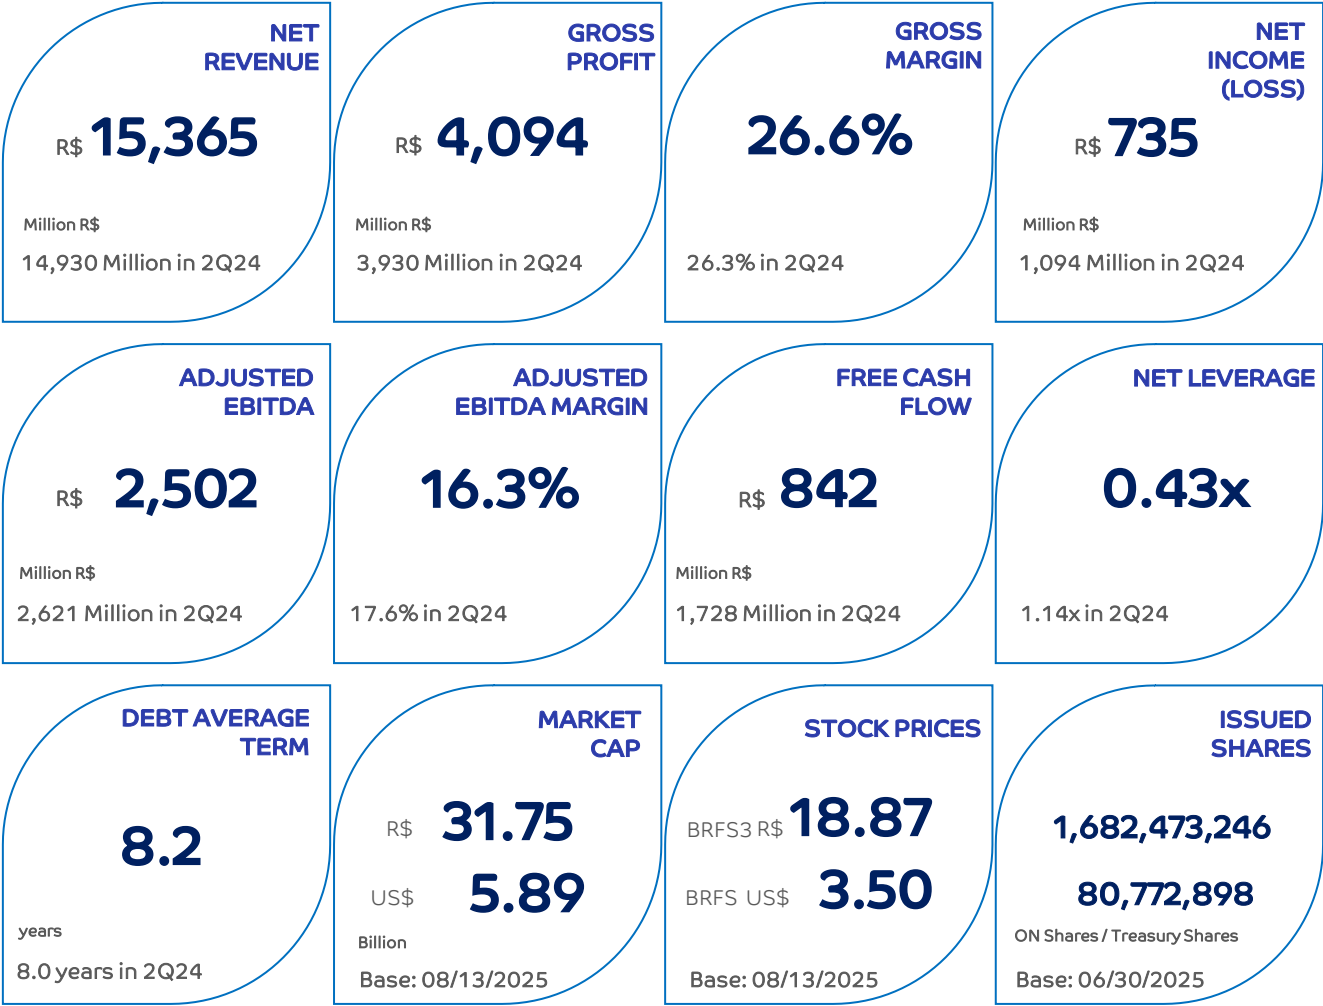 NET
REVENUE
R$ 15,365
Million R$
14,930 Million in 2Q24
GROSS
PROFIT
R$ 4,094
Million R$
3,930 Million in 2Q24
GROSS
MARGIN
26.6%
26.3% in 2Q24
NET
INCOME
(LOSS)
R$ 735
Million R$
1,094 Million in 2Q24
ADJUSTED
EBITDA
R$ 2,502
Million R$
2,621 Million in 2Q24
ADJUSTED
EBITDA MARGIN
16.3%
17.6% in 2Q24
FREE CASH
FLOW
R$ 842
Million R$
1,728 Million in 2Q24
NET LEVERAGE
0.43x
1.14x in 2Q24
DEBT AVERAGE
TERM
8.2
years
8.0 years in 2Q24
MARKET
CAP
R$ 31.75
US$ 5.89
Billion
Base: 08/13/2025
STOCK PRICES
BRFS3 R$ 18.87
BRFS US$ 3.50
Base: 08/13/2025
ISSUED
SHARES
1,682,473,246
80,772,898
ON Shares / Treasury Shares
Base: 06/30/2025